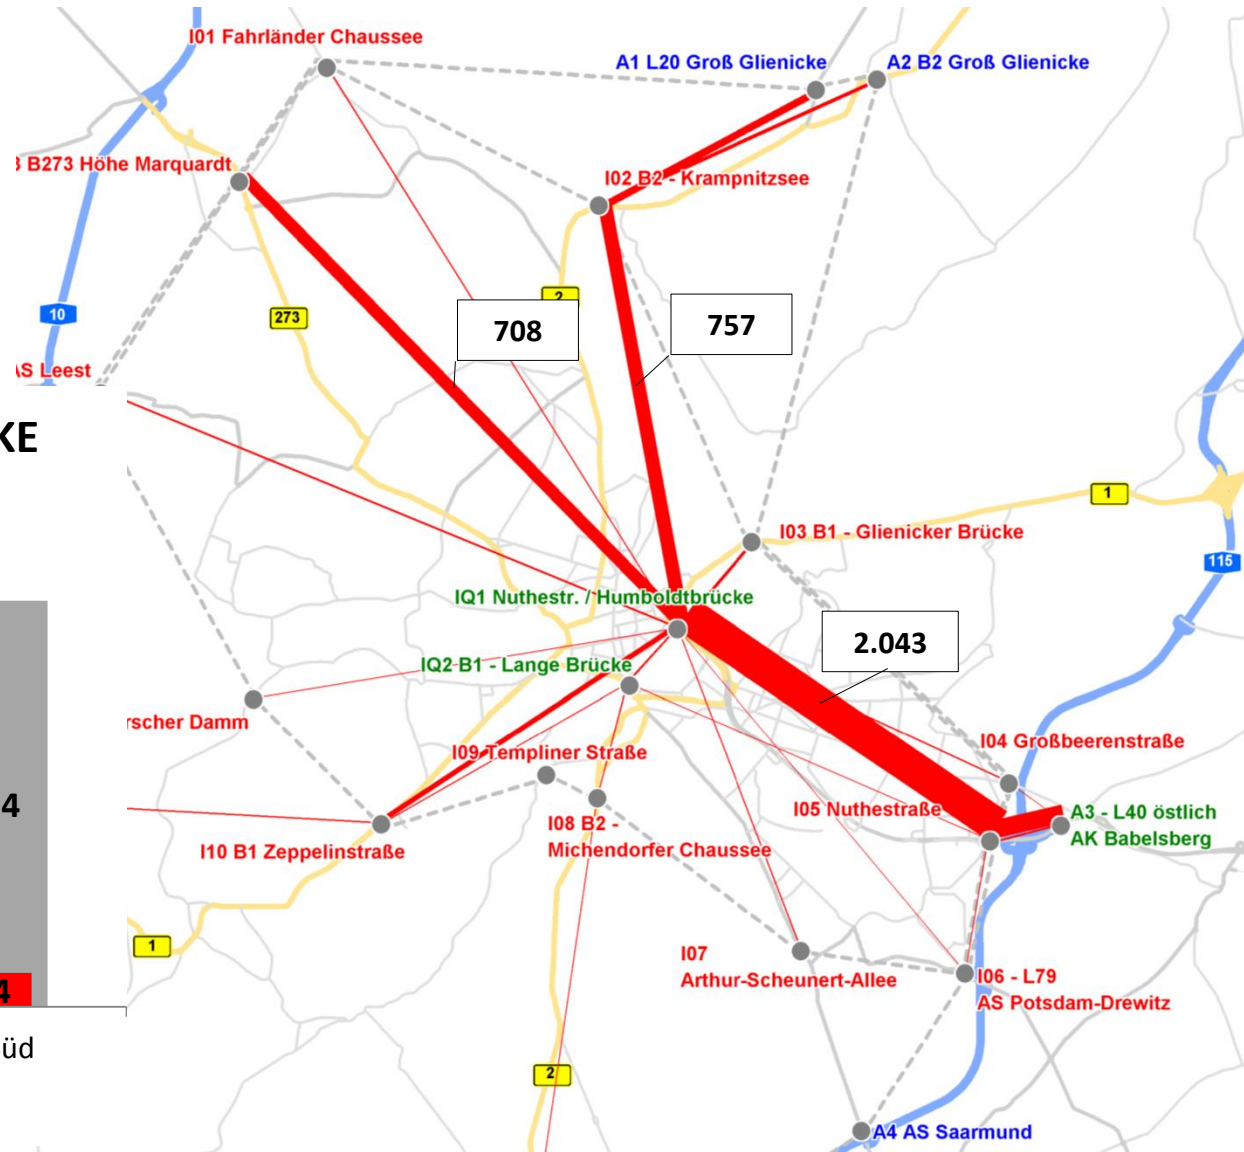 I01 Fahrländer Chaussee
A1 L20 Groß Glienicke
A2 B2 Groß Glienicke
B273 Höhe Marquardt
I02 B2 - Krampnitzsee
2
10
273
708
757
AS Leest
KE
1
I03 B1 - Glienicker Brücke
115
IQ1 Nuthestr. / Humboldtbrücke
2.043
IQ2 B1 - Lange Brücke
rscher Damm
I09 Templiner Straße
I04 Großbeerenstraße
4
I05 Nuthestraße
A3 - L40 östlich
AK Babelsberg
I08 B2 -
Michendorfer Chaussee
I10 B1 Zeppelinstraße
1
I07
Arthur-Scheunert-Allee
I06 - L79
AS Potsdam-Drewitz
4
üd
2
A4 AS Saarmund